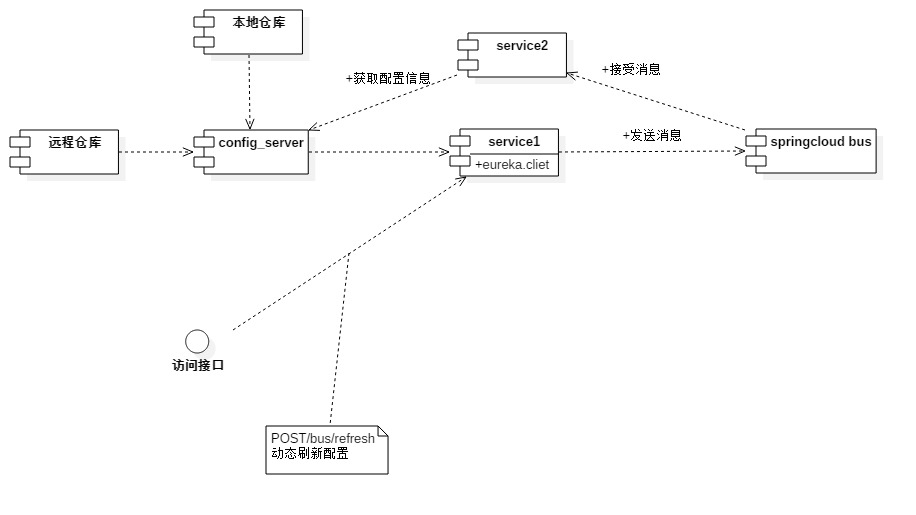 本地仓库
service2
+接受消息
+获取配置信息
远程仓库
config_server
service1
+eureka.cliet
+发送消息
springcloud bus
访问接口
POST/bus/refresh
动态刷新配置